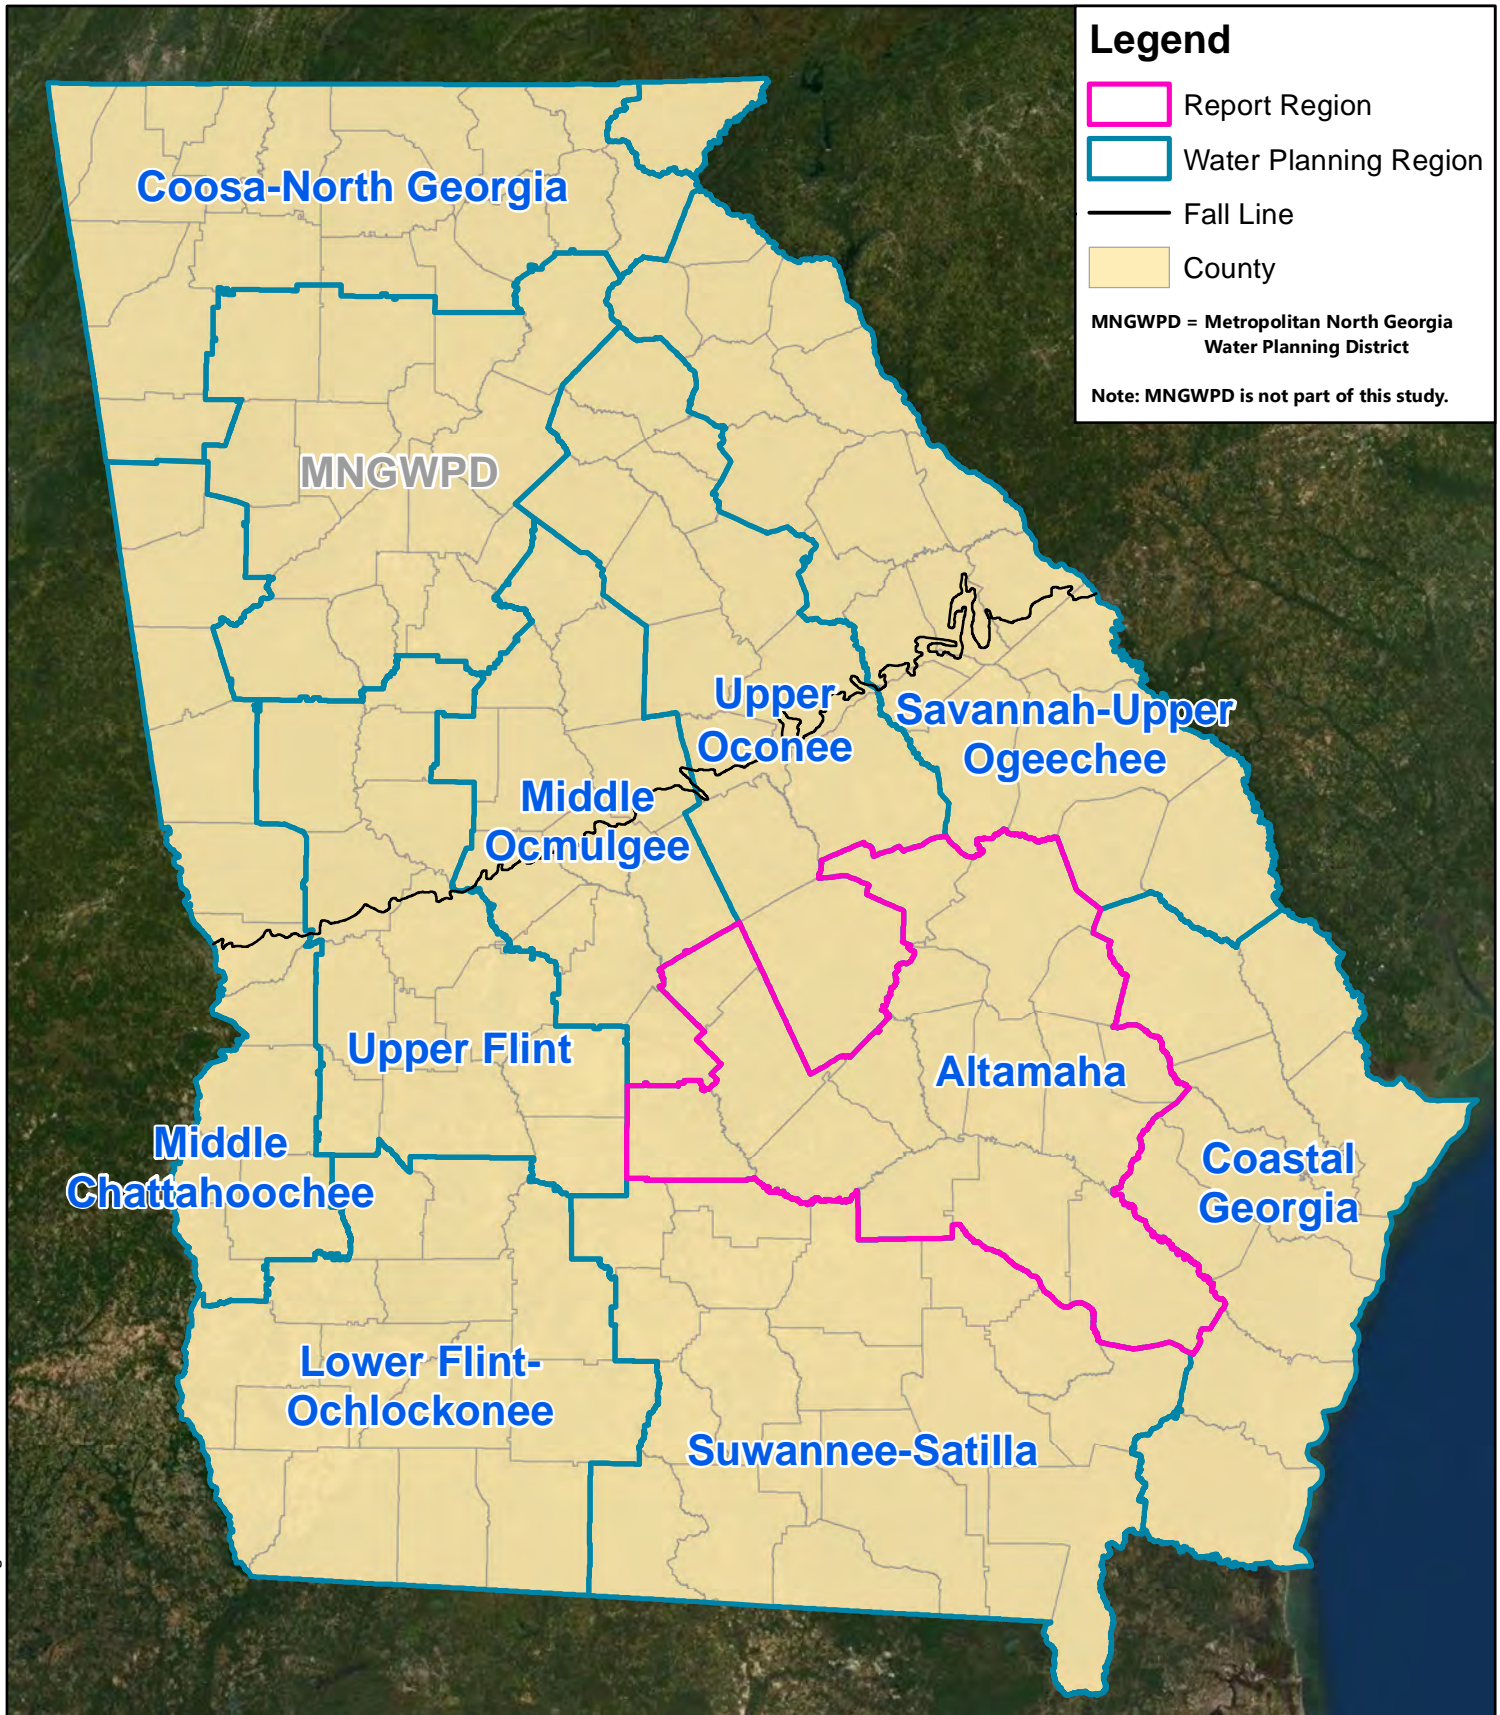 Legend
Report Region
Water Planning Region
Fall Line
County
MNGWPD = Metropolitan North Georgia
Water Planning District
Note: MNGWPD is not part of this study.
Coosa-North Georgia
MNGWPD
Upper
Oconee
Savannah-Upper
Ogeechee
Middle
Ocmulgee
Upper Flint
Altamaha
Middle
Chattahoochee
Coastal
Georgia
Lower Flint-
Ochlockonee
Suwannee-Satilla